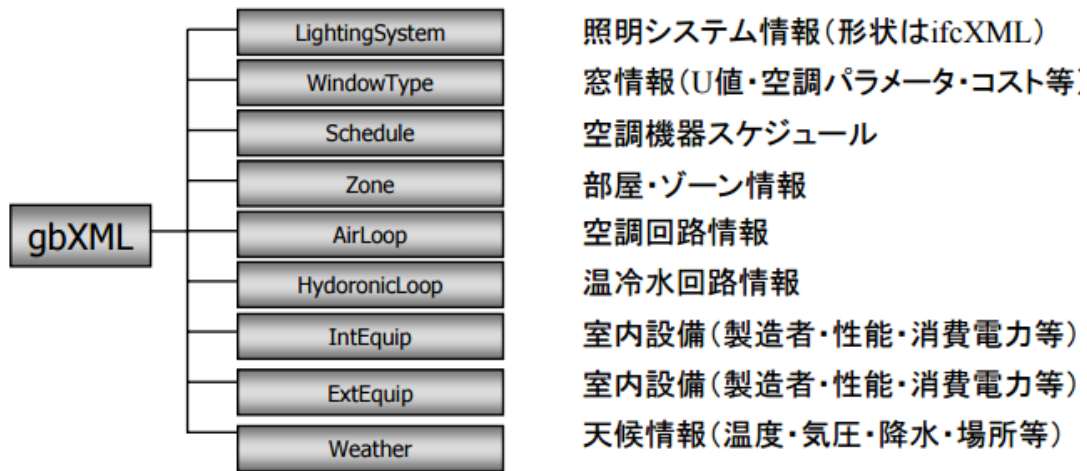 LightingSystem 照明システム情報(形状はifcXML)
WindowType 窓情報(U値・空調パラメータ・コスト等)
Schedule 空調機器スケジュール
Zone 部屋・ゾーン情報
gbXML
AirLoop 空調回路情報
HydoronicLoop 温冷水回路情報
IntEquip 室内設備(製造者・性能・消費電力等)
ExtEquip 室内設備(製造者・性能・消費電力等)
Weather 天候情報(温度・気圧・降水・場所等)